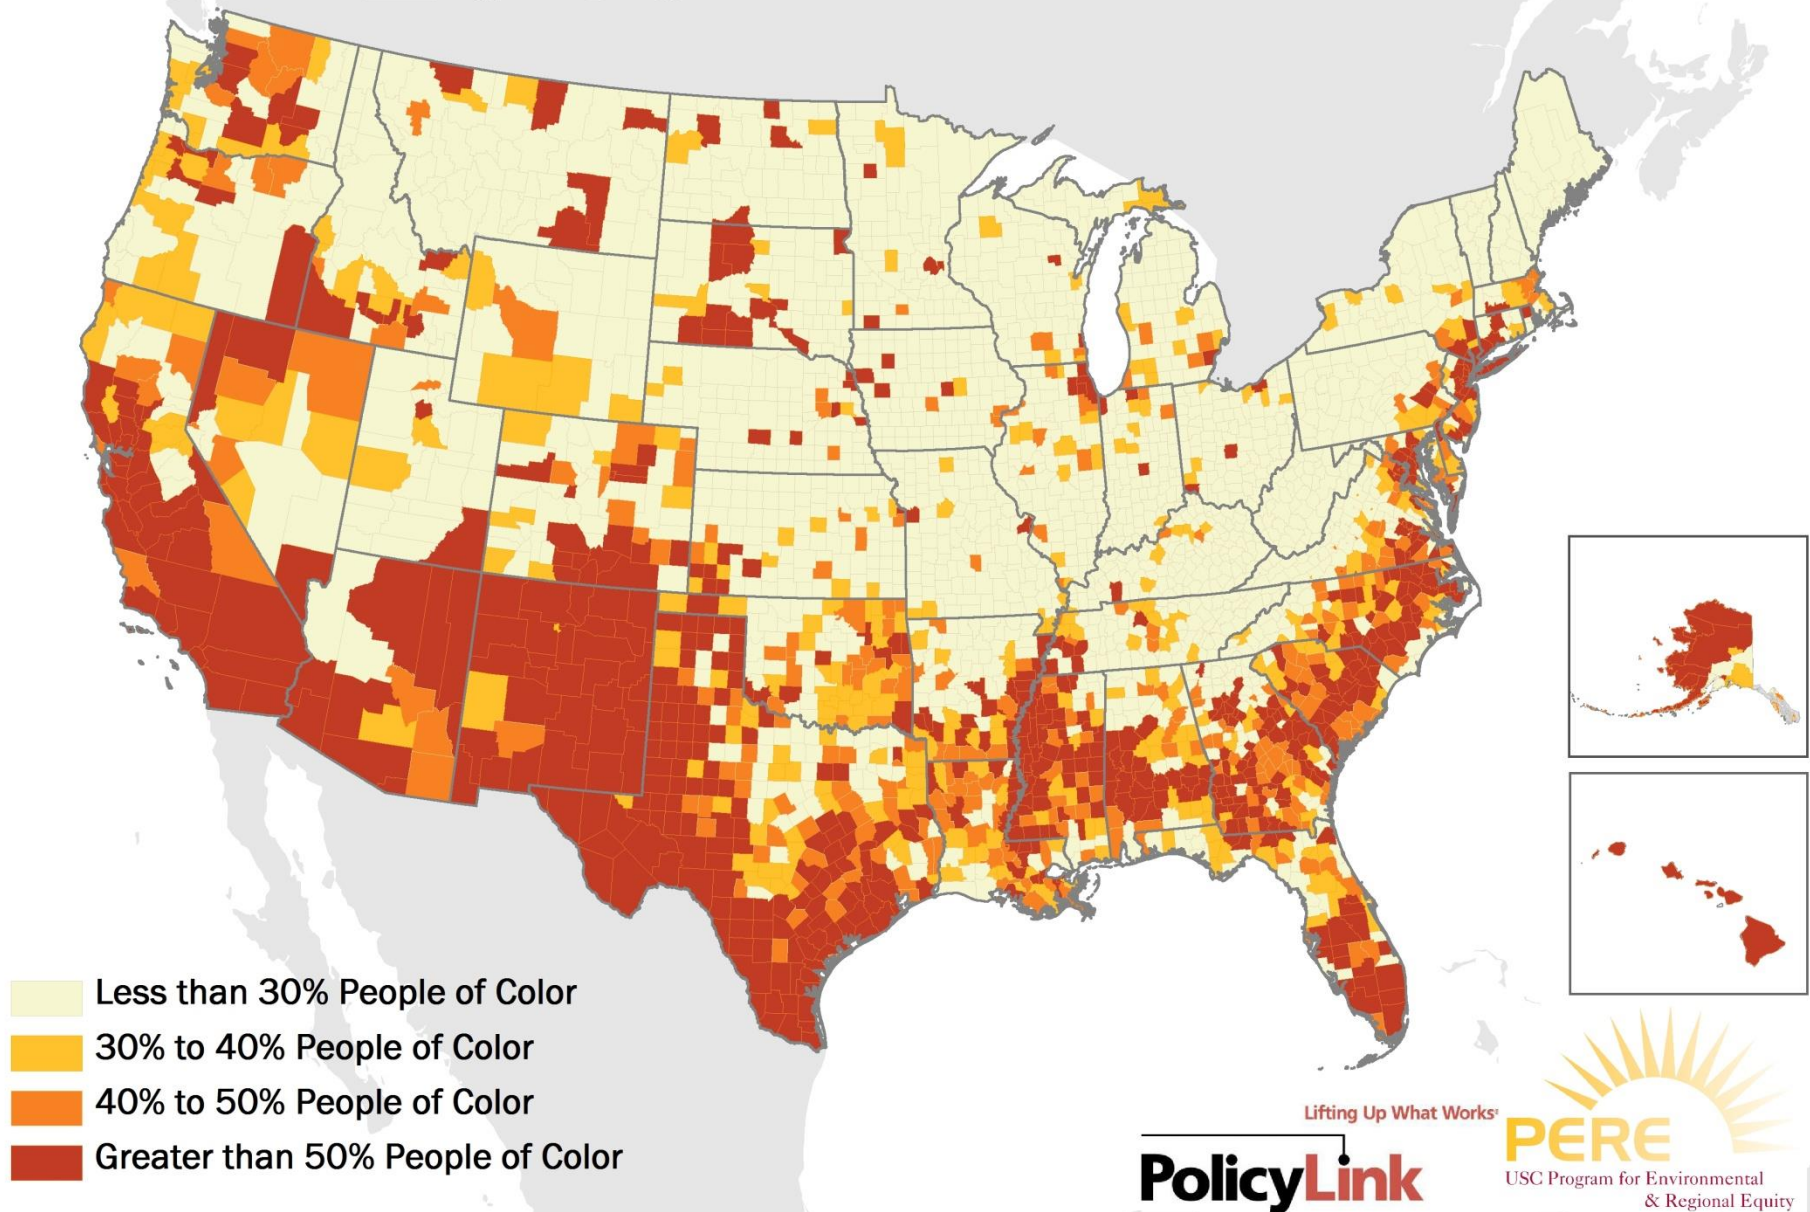 Less than 30% People of Color
30% to 40% People of Color
40% to 50% People of Color
Greater than 50% People of Color
Lifting Up What Works
PolicyLink
PERE
USC Program for Environmental
& Regional Equity